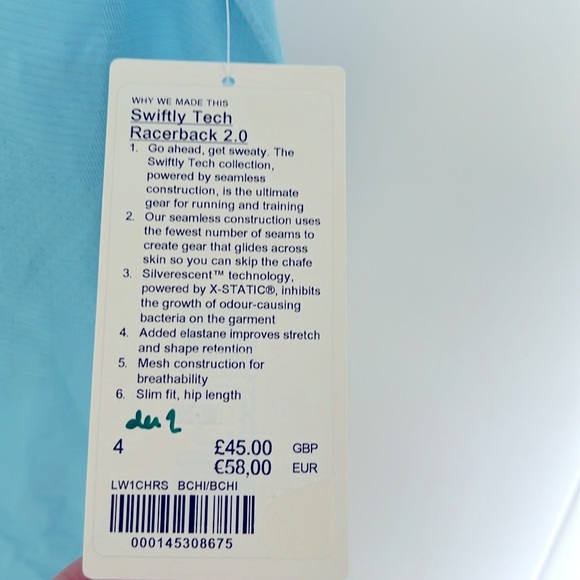 WHY WE MADE THIS
Swiftly Tech
Racerback 2.0
1. Go ahead, get sweaty. The
Swiftly Tech collection,
powered by seamless
construction, is the ultimate
gear for running and training
2. Our seamless construction uses
the fewest number of seams to
create gear that glides across
skin so you can skip the chafe
3. Silverescent™ technology,
powered by X-STATIC®, inhibits
the growth of odour-causing
bacteria on the garment
4. Added elastane improves stretch
and shape retention
5. Mesh construction for
breathability
6. Slim fit, hip length
4 £45.00 GBP
€58,00 EUR
LW1CHRS BCHI/BCHI
000145308675